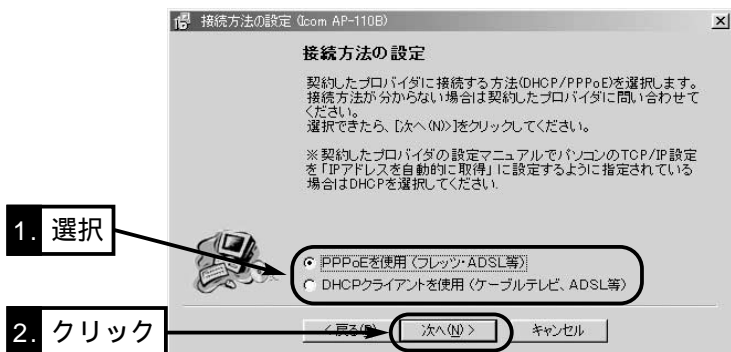 接続方法の設定 (Icom AP-110B)
接続方法の設定
契約したプロバイダに接続する方法(DHCP/PPPoE)を選択します。
接続方法が分からない場合は契約したプロバイダに問い合わせて
ください。
選択できたら、[次へ(N)>]をクリックしてください。
※契約したプロバイダの設定マニュアルでパソコンのTCP/IP設定
を「IPアドレスを自動的に取得」に設定するように指定されている
場合はDHCPを選択してください.
1. 選択
PPPoEを使用（フレッツ・ADSL等）
DHCPクライアントを使用（ケーブルテレビ、ADSL等）
2. クリック
< 戻る(B) 次へ(N) > キャンセル